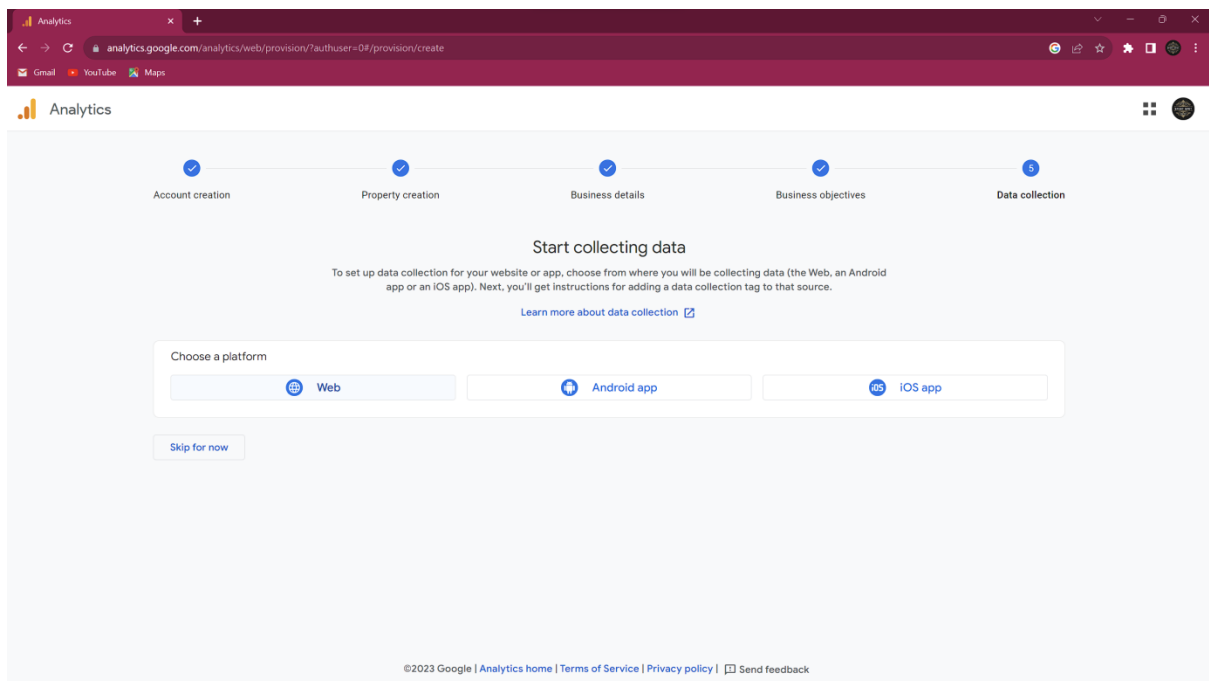 Analytics
analytics.google.com/analytics/web/provision/?authuser=0#/provision/create
Gmail YouTube Maps
Analytics
5
Account creation Property creation Business details Business objectives Data collection
Start collecting data
To set up data collection for your website or app, choose from where you will be collecting data (the Web, an Android
app or an iOS app). Next, you'll get instructions for adding a data collection tag to that source.
Learn more about data collection
Choose a platform
Web Android app iOS iOS app
Skip for now
©2023 Google | Analytics home | Terms of Service | Privacy policy | Send feedback